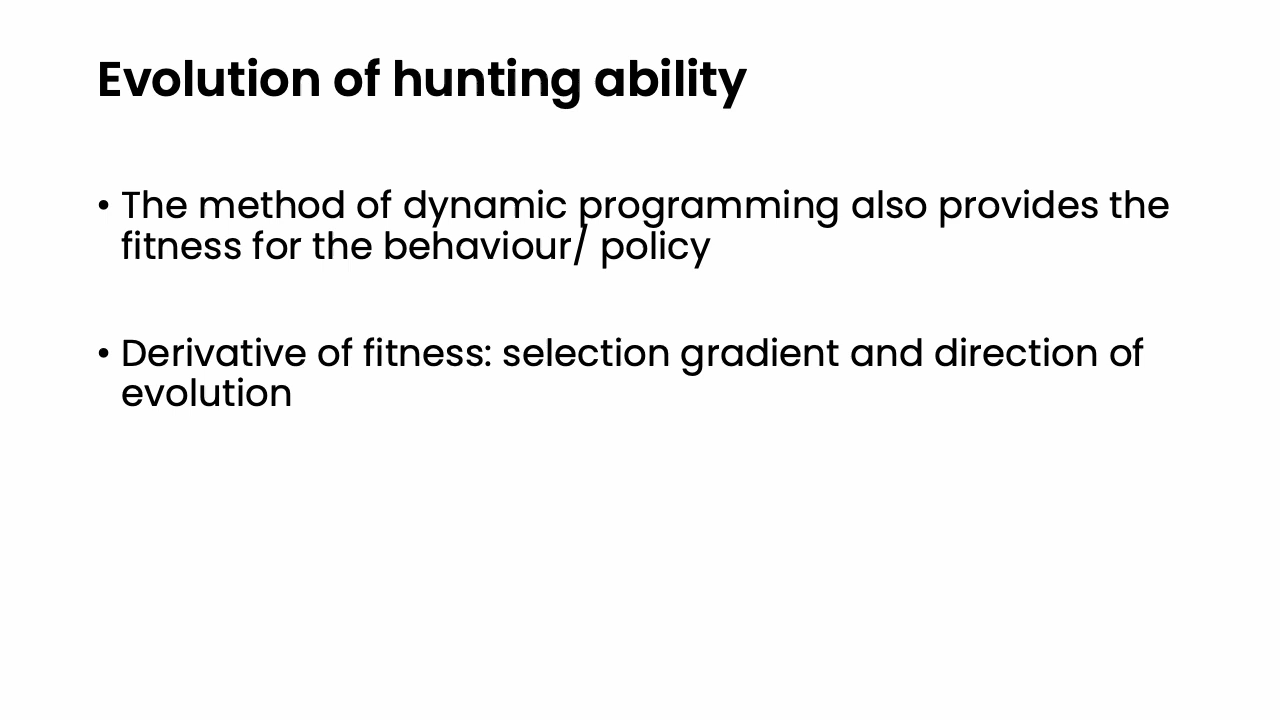 Evolution of hunting ability
• The method of dynamic programming also provides the
fitness for the behaviour/ policy
• Derivative of fitness: selection gradient and direction of
evolution